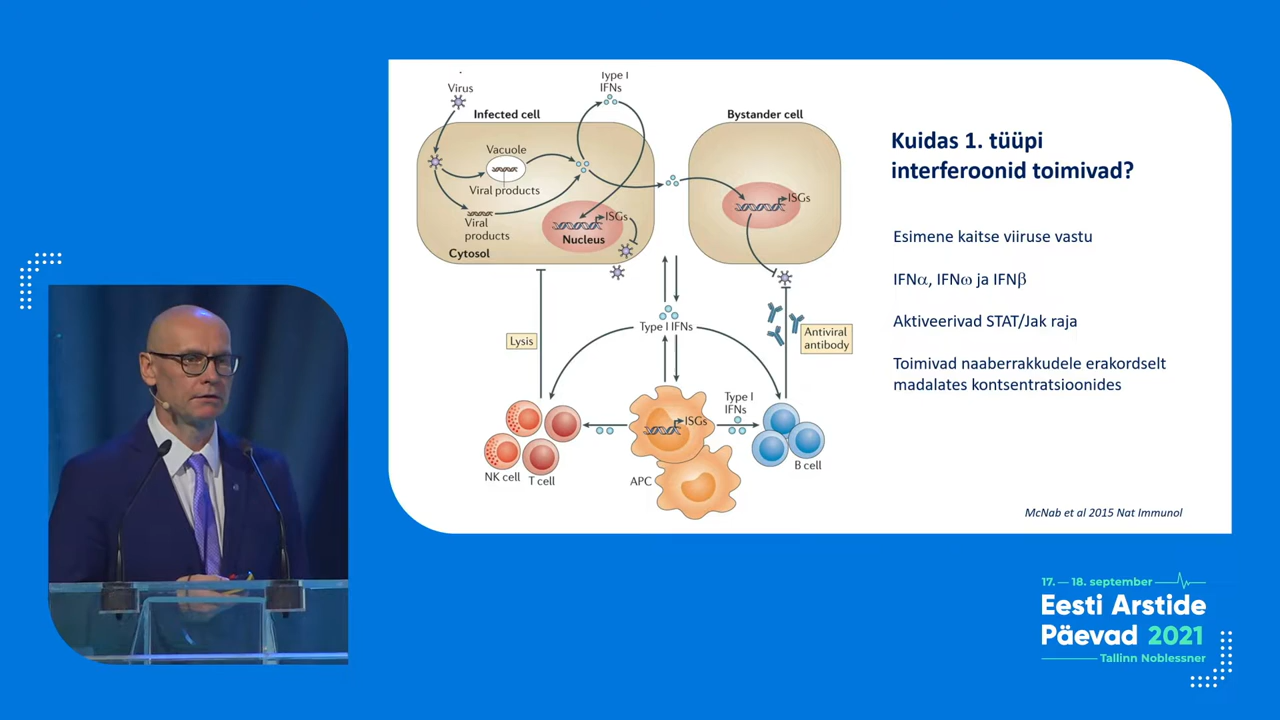 Type I
IFNs
Virus
Infected cell
Bystander cell
Vacuole
Viral products
Viral
products
ISGs
Nucleus
Cytosol
ISGs
Type I IFNs
Lysis
Antiviral
antibody
Type I
IFNs
ISGs
NK cell
T cell
APC
B cell
Kuidas 1. tüüpi
interferoonid toimivad?
Esimene kaitse viiruse vastu
IFNα, IFNω ja IFNβ
Aktiveerivad STAT/Jak raja
Toimivad naaberrakkudele erakordselt
madalates kontsentratsioonides
McNab et al 2015 Nat Immunol
17. — 18. september
Eesti Arstide
Päevad 2021
Tallinn Noblessner